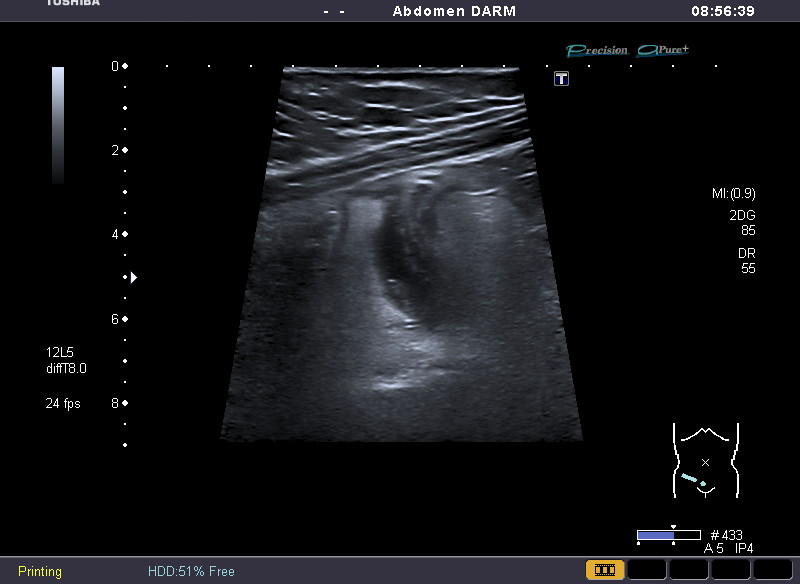 TOSHIBA
- - Abdomen DARM 08:56:39
Precision APure+
T
0
2
4
6
8
MI:(0.9)
2DG
85
DR
55
12L5
diffT8.0
24 fps
# 433
A 5 IP4
Printing HDD:51% Free